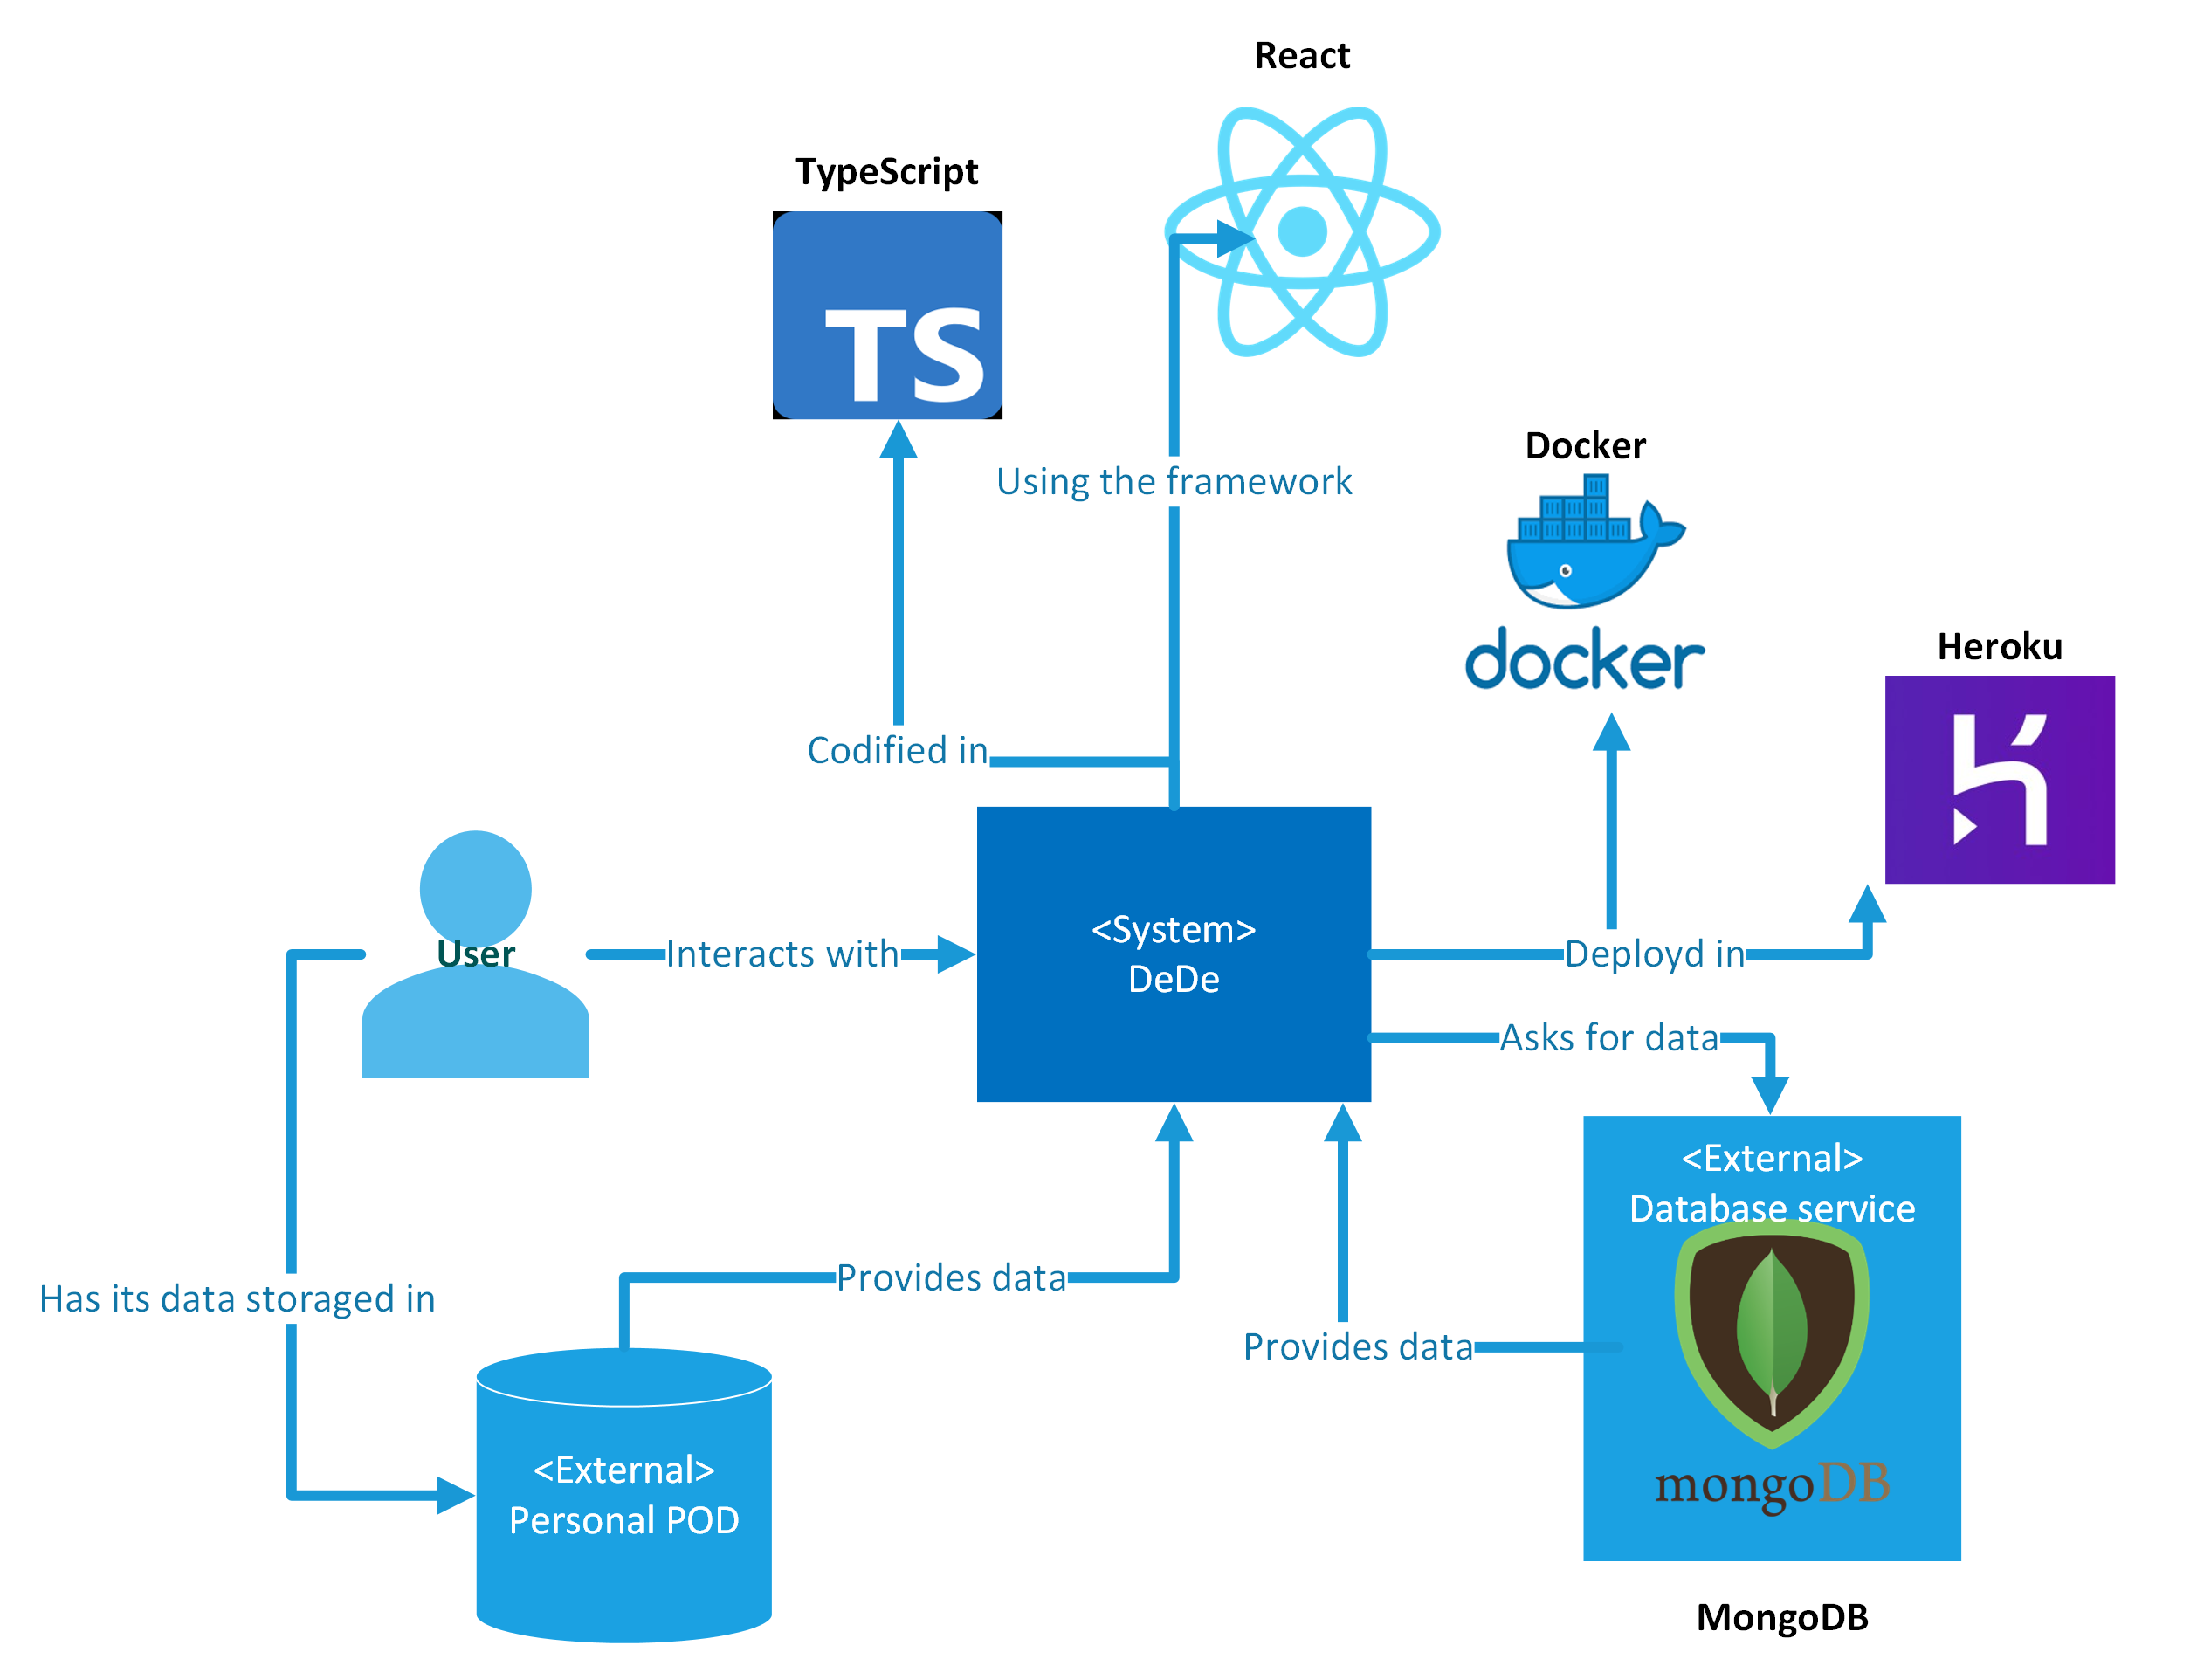 React
TypeScript
TS
Using the framework
Docker
docker
Heroku
Codified in
<System>
DeDe
User
Interacts with
Deployd in
Asks for data
<External>
Database service
Provides data
Has its data storaged in
Provides data
<External>
Personal POD
mongoDB
MongoDB